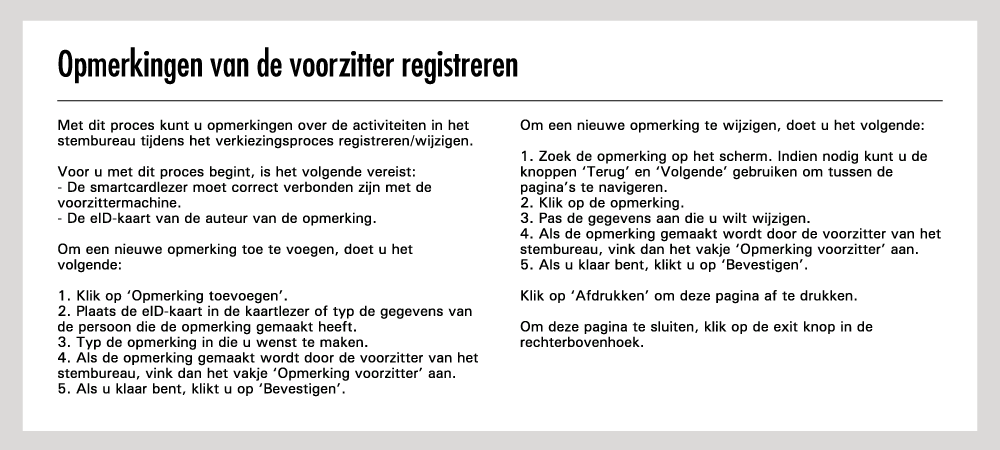 Opmerkingen van de voorzitter registreren
Met dit proces kunt u opmerkingen over de activiteiten in het
stembureau tijdens het verkiezingsproces registreren/wijzigen.
Voor u met dit proces begint, is het volgende vereist:
- De smartcardlezer moet correct verbonden zijn met de
voorzittermachine.
- De eID-kaart van de auteur van de opmerking.
Om een nieuwe opmerking toe te voegen, doet u het
volgende:
1. Klik op ‘Opmerking toevoegen’.
2. Plaats de eID-kaart in de kaartlezer of typ de gegevens van
de persoon die de opmerking gemaakt heeft.
3. Typ de opmerking in die u wenst te maken.
4. Als de opmerking gemaakt wordt door de voorzitter van het
stembureau, vink dan het vakje ‘Opmerking voorzitter’ aan.
5. Als u klaar bent, klikt u op ‘Bevestigen’.
Om een nieuwe opmerking te wijzigen, doet u het volgende:
1. Zoek de opmerking op het scherm. Indien nodig kunt u de
knoppen ‘Terug’ en ‘Volgende’ gebruiken om tussen de
pagina’s te navigeren.
2. Klik op de opmerking.
3. Pas de gegevens aan die u wilt wijzigen.
4. Als de opmerking gemaakt wordt door de voorzitter van het
stembureau, vink dan het vakje ‘Opmerking voorzitter’ aan.
5. Als u klaar bent, klikt u op ‘Bevestigen’.
Klik op ‘Afdrukken’ om deze pagina af te drukken.
Om deze pagina te sluiten, klik op de exit knop in de
rechterbovenhoek.